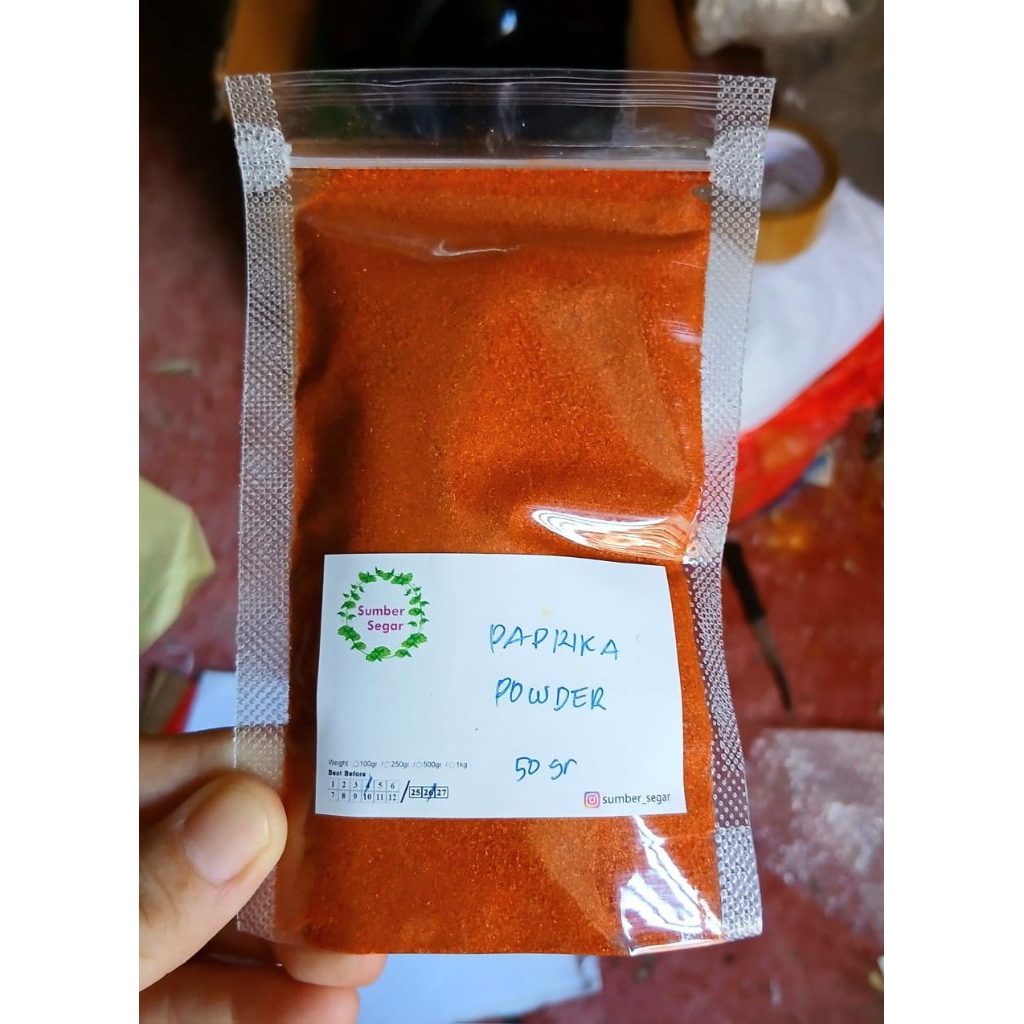 Sumber
Segar
PAPRIKA
POWDER
50 gr
Weight ☐100gr /☐250gr /☐500gr /☐1kg
Best Before
1 2 3 4 5 6
7 8 9 10 11 12 / 25 26 27
sumber_segar